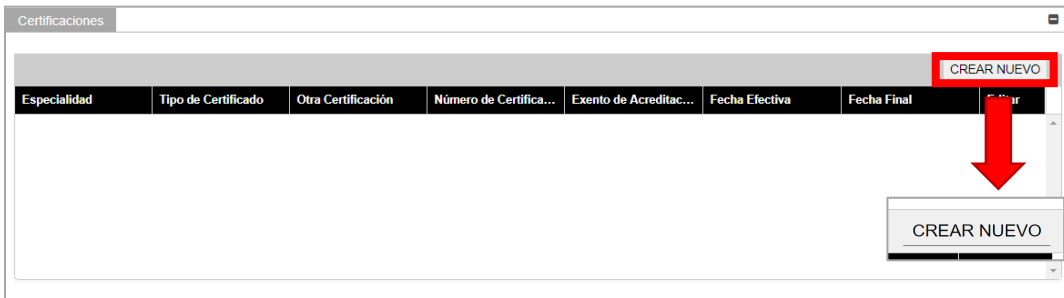 Certificaciones
CREAR NUEVO
Especialidad Tipo de Certificado Otra Certificación Número de Certifica... Exento de Acreditac... Fecha Efectiva Fecha Final Editar
CREAR NUEVO